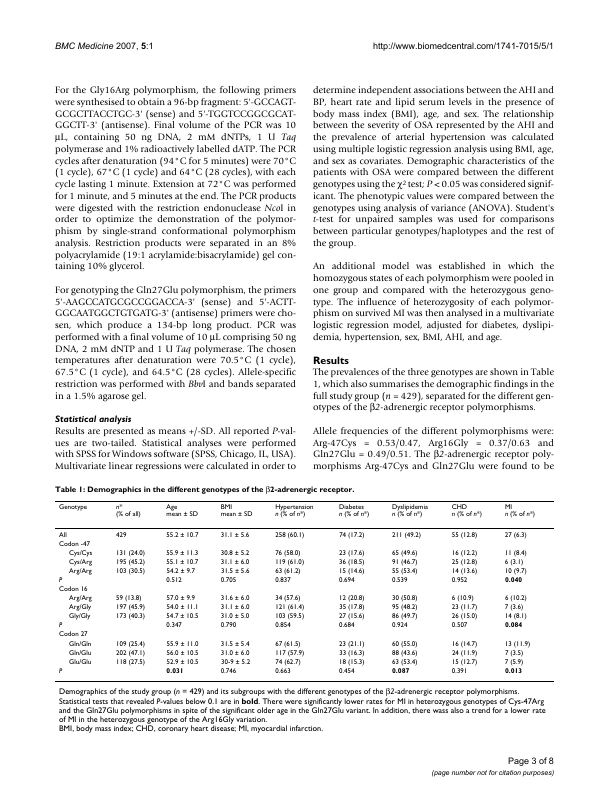 BMC Medicine 2007, 5:1
http://www.biomedcentral.com/1741-7015/5/1
For the Gly16Arg polymorphism, the following primers
were synthesised to obtain a 96-bp fragment: 5'-GCCAGT-
GCGCTTACCTGC-3' (sense) and 5'-TGGTCCGGCGCAT-
GGCTT-3' (antisense). Final volume of the PCR was 10
μL, containing 50 ng DNA, 2 mM dNTPs, 1 U Taq
polymerase and 1% radioactively labelled dATP. The PCR
cycles after denaturation (94°C for 5 minutes) were 70°C
(1 cycle), 67°C (1 cycle) and 64°C (28 cycles), with each
cycle lasting 1 minute. Extension at 72°C was performed
for 1 minute, and 5 minutes at the end. The PCR products
were digested with the restriction endonuclease NcoI in
order to optimize the demonstration of the polymor-
phism by single-strand conformational polymorphism
analysis. Restriction products were separated in an 8%
polyacrylamide (19:1 acrylamide:bisacrylamide) gel con-
taining 10% glycerol.
For genotyping the Gln27Glu polymorphism, the primers
5'-AAGCCATGCGCCGGACCA-3' (sense) and 5'-ACTT-
GGCAATGGCTGTGATG-3' (antisense) primers were cho-
sen, which produce a 134-bp long product. PCR was
performed with a final volume of 10 μL comprising 50 ng
DNA, 2 mM dNTP and 1 U Taq polymerase. The chosen
temperatures after denaturation were 70.5°C (1 cycle),
67.5°C (1 cycle), and 64.5°C (28 cycles). Allele-specific
restriction was performed with BbvI and bands separated
in a 1.5% agarose gel.
Statistical analysis
Results are presented as means +/-SD. All reported P-val-
ues are two-tailed. Statistical analyses were performed
with SPSS for Windows software (SPSS, Chicago, IL, USA).
Multivariate linear regressions were calculated in order to
determine independent associations between the AHI and
BP, heart rate and lipid serum levels in the presence of
body mass index (BMI), age, and sex. The relationship
between the severity of OSA represented by the AHI and
the prevalence of arterial hypertension was calculated
using multiple logistic regression analysis using BMI, age,
and sex as covariates. Demographic characteristics of the
patients with OSA were compared between the different
genotypes using the χ² test; P < 0.05 was considered signif-
icant. The phenotypic values were compared between the
genotypes using analysis of variance (ANOVA). Student's
t-test for unpaired samples was used for comparisons
between particular genotypes/haplotypes and the rest of
the group.
An additional model was established in which the
homozygous states of each polymorphism were pooled in
one group and compared with the heterozygous geno-
type. The influence of heterozygosity of each polymor-
phism on survived MI was then analysed in a multivariate
logistic regression model, adjusted for diabetes, dyslipi-
demia, hypertension, sex, BMI, AHI, and age.
Results
The prevalences of the three genotypes are shown in Table
1, which also summarises the demographic findings in the
full study group (n = 429), separated for the different gen-
otypes of the β2-adrenergic receptor polymorphisms.
Allele frequencies of the different polymorphisms were:
Arg-47Cys = 0.53/0.47, Arg16Gly = 0.37/0.63 and
Gln27Glu = 0.49/0.51. The β2-adrenergic receptor poly-
morphisms Arg-47Cys and Gln27Glu were found to be
Table 1: Demographics in the different genotypes of the β2-adrenergic receptor.
Genotype n* Age BMI Hypertension Diabetes Dyslipidemia CHD MI
(% of all) mean ± SD mean ± SD n (% of n*) n (% of n*) n (% of n*) n (% of n*) n (% of n*)
All 429 55.2 ± 10.7 31.1 ± 5.6 258 (60.1) 74 (17.2) 211 (49.2) 55 (12.8) 27 (6.3)
Codon -47
Cys/Cys 131 (24.0) 55.9 ± 11.3 30.8 ± 5.2 76 (58.0) 23 (17.6) 65 (49.6) 16 (12.2) 11 (8.4)
Cys/Arg 195 (45.2) 55.1 ± 10.7 31.1 ± 6.0 119 (61.0) 36 (18.5) 91 (46.7) 25 (12.8) 6 (3.1)
Arg/Arg 103 (30.5) 54.2 ± 9.7 31.5 ± 5.6 63 (61.2) 15 (14.6) 55 (53.4) 14 (13.6) 10 (9.7)
P 0.512 0.705 0.837 0.694 0.539 0.952 0.040
Codon 16
Arg/Arg 59 (13.8) 57.0 ± 9.9 31.6 ± 6.0 34 (57.6) 12 (20.8) 30 (50.8) 6 (10.9) 6 (10.2)
Arg/Gly 197 (45.9) 54.0 ± 11.1 31.1 ± 6.0 121 (61.4) 35 (17.8) 95 (48.2) 23 (11.7) 7 (3.6)
Gly/Gly 173 (40.3) 54.7 ± 10.5 31.0 ± 5.0 103 (59.5) 27 (15.6) 86 (49.7) 26 (15.0) 14 (8.1)
P 0.347 0.790 0.854 0.684 0.924 0.507 0.084
Codon 27
Gln/Gln 109 (25.4) 55.9 ± 11.0 31.5 ± 5.4 67 (61.5) 23 (21.1) 60 (55.0) 16 (14.7) 13 (11.9)
Gln/Glu 202 (47.1) 56.0 ± 10.5 31.0 ± 6.0 117 (57.9) 33 (16.3) 88 (43.6) 24 (11.9) 7 (3.5)
Glu/Glu 118 (27.5) 52.9 ± 10.5 30-9 ± 5.2 74 (62.7) 18 (15.3) 63 (53.4) 15 (12.7) 7 (5.9)
P 0.031 0.746 0.663 0.454 0.087 0.391 0.013
Demographics of the study group (n = 429) and its subgroups with the different genotypes of the β2-adrenergic receptor polymorphisms.
Statistical tests that revealed P-values below 0.1 are in bold. There were significantly lower rates for MI in heterozygous genotypes of Cys-47Arg
and the Gln27Glu polymorphisms in spite of the significant older age in the Gln27Glu variant. In addition, there wass also a trend for a lower rate
of MI in the heterozygous genotype of the Arg16Gly variation.
BMI, body mass index; CHD, coronary heart disease; MI, myocardial infarction.
Page 3 of 8
(page number not for citation purposes)